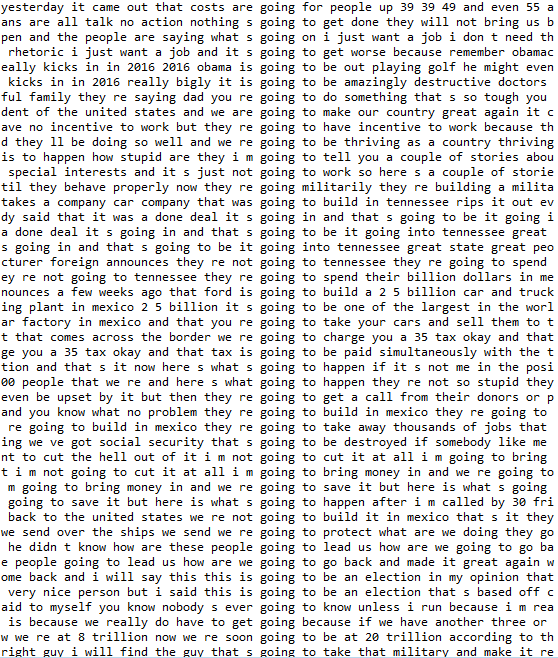 yesterday it came out that costs are going for people up 39 39 49 and even 55 a
ans are all talk no action nothing s going to get done they will not bring us b
pen and the people are saying what s going on i just want a job i don t need th
rhetoric i just want a job and it s going to get worse because remember obamac
eally kicks in in 2016 2016 obama is going to be out playing golf he might even
kicks in in 2016 really bigly it is going to be amazingly destructive doctors
ful family they re saying dad you re going to do something that s so tough you
dent of the united states and we are going to make our country great again it c
ave no incentive to work but they re going to have incentive to work because th
d they ll be doing so well and we re going to be thriving as a country thriving
is to happen how stupid are they i m going to tell you a couple of stories abou
special interests and it s just not going to work so here s a couple of storie
til they behave properly now they re going militarily they re building a milita
takes a company car company that was going to build in tennessee rips it out ev
dy said that it was a done deal it s going in and that s going to be it going i
a done deal it s going in and that s going to be it going into tennessee great
s going in and that s going to be it going into tennessee great state great peo
cturer foreign announces they re not going to tennessee they re going to spend
ey re not going to tennessee they re going to spend their billion dollars in me
nounces a few weeks ago that ford is going to build a 2 5 billion car and truck
ing plant in mexico 2 5 billion it s going to be one of the largest in the worl
ar factory in mexico and that you re going to take your cars and sell them to t
t that comes across the border we re going to charge you a 35 tax okay and that
ge you a 35 tax okay and that tax is going to be paid simultaneously with the t
tion and that s it now here s what s going to happen if it s not me in the posi
00 people that we re and here s what going to happen they re not so stupid they
even be upset by it but then they re going to get a call from their donors or p
and you know what no problem they re going to build in mexico they re going to
re going to build in mexico they re going to take away thousands of jobs that
ing we ve got social security that s going to be destroyed if somebody like me
nt to cut the hell out of it i m not going to cut it at all i m going to bring
t i m not going to cut it at all i m going to bring money in and we re going to
m going to bring money in and we re going to save it but here is what s going
going to save it but here is what s going to happen after i m called by 30 fri
back to the united states we re not going to build it in mexico that s it they
we send over the ships we send we re going to protect what are we doing they go
he didn t know how are these people going to lead us how are we going to go ba
e people going to lead us how are we going to go back and made it great again w
ome back and i will say this this is going to be an election in my opinion that
very nice person but i said this is going to be an election that s based off c
aid to myself you know nobody s ever going to know unless i run because i m rea
is because we really do have to get going because if we have another three or
w we re at 8 trillion now we re soon going to be at 20 trillion according to th
right guy i will find the guy that s going to take that military and make it re